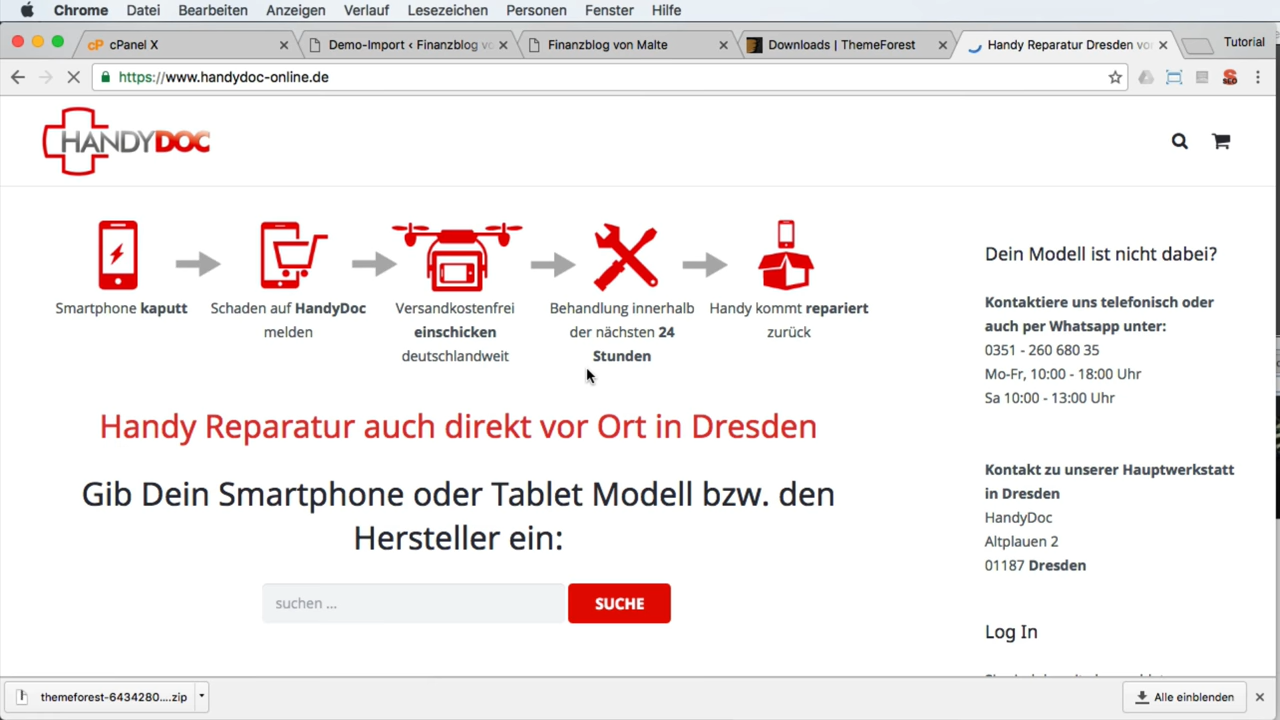 Chrome Datei Bearbeiten Anzeigen Verlauf Lesezeichen Personen Fenster Hilfe
cP cPanel X
Demo-Import ‹ Finanzblog vo
Finanzblog von Malte
Downloads | ThemeForest
Handy Reparatur Dresden vo
Tutorial
https://www.handydoc-online.de
SEO
HANDYDOC
Smartphone kaputt
Schaden auf HandyDoc
melden
Versandkostenfrei
einschicken
deutschlandweit
Behandlung innerhalb
der nächsten 24
Stunden
Handy kommt repariert
zurück
Handy Reparatur auch direkt vor Ort in Dresden
Gib Dein Smartphone oder Tablet Modell bzw. den
Hersteller ein:
suchen ...
SUCHE
Dein Modell ist nicht dabei?
Kontaktiere uns telefonisch oder
auch per Whatsapp unter:
0351 - 260 680 35
Mo-Fr, 10:00 - 18:00 Uhr
Sa 10:00 - 13:00 Uhr
Kontakt zu unserer Hauptwerkstatt
in Dresden
HandyDoc
Altplauen 2
01187 Dresden
Log In
themeforest-6434280....zip
Alle einblenden